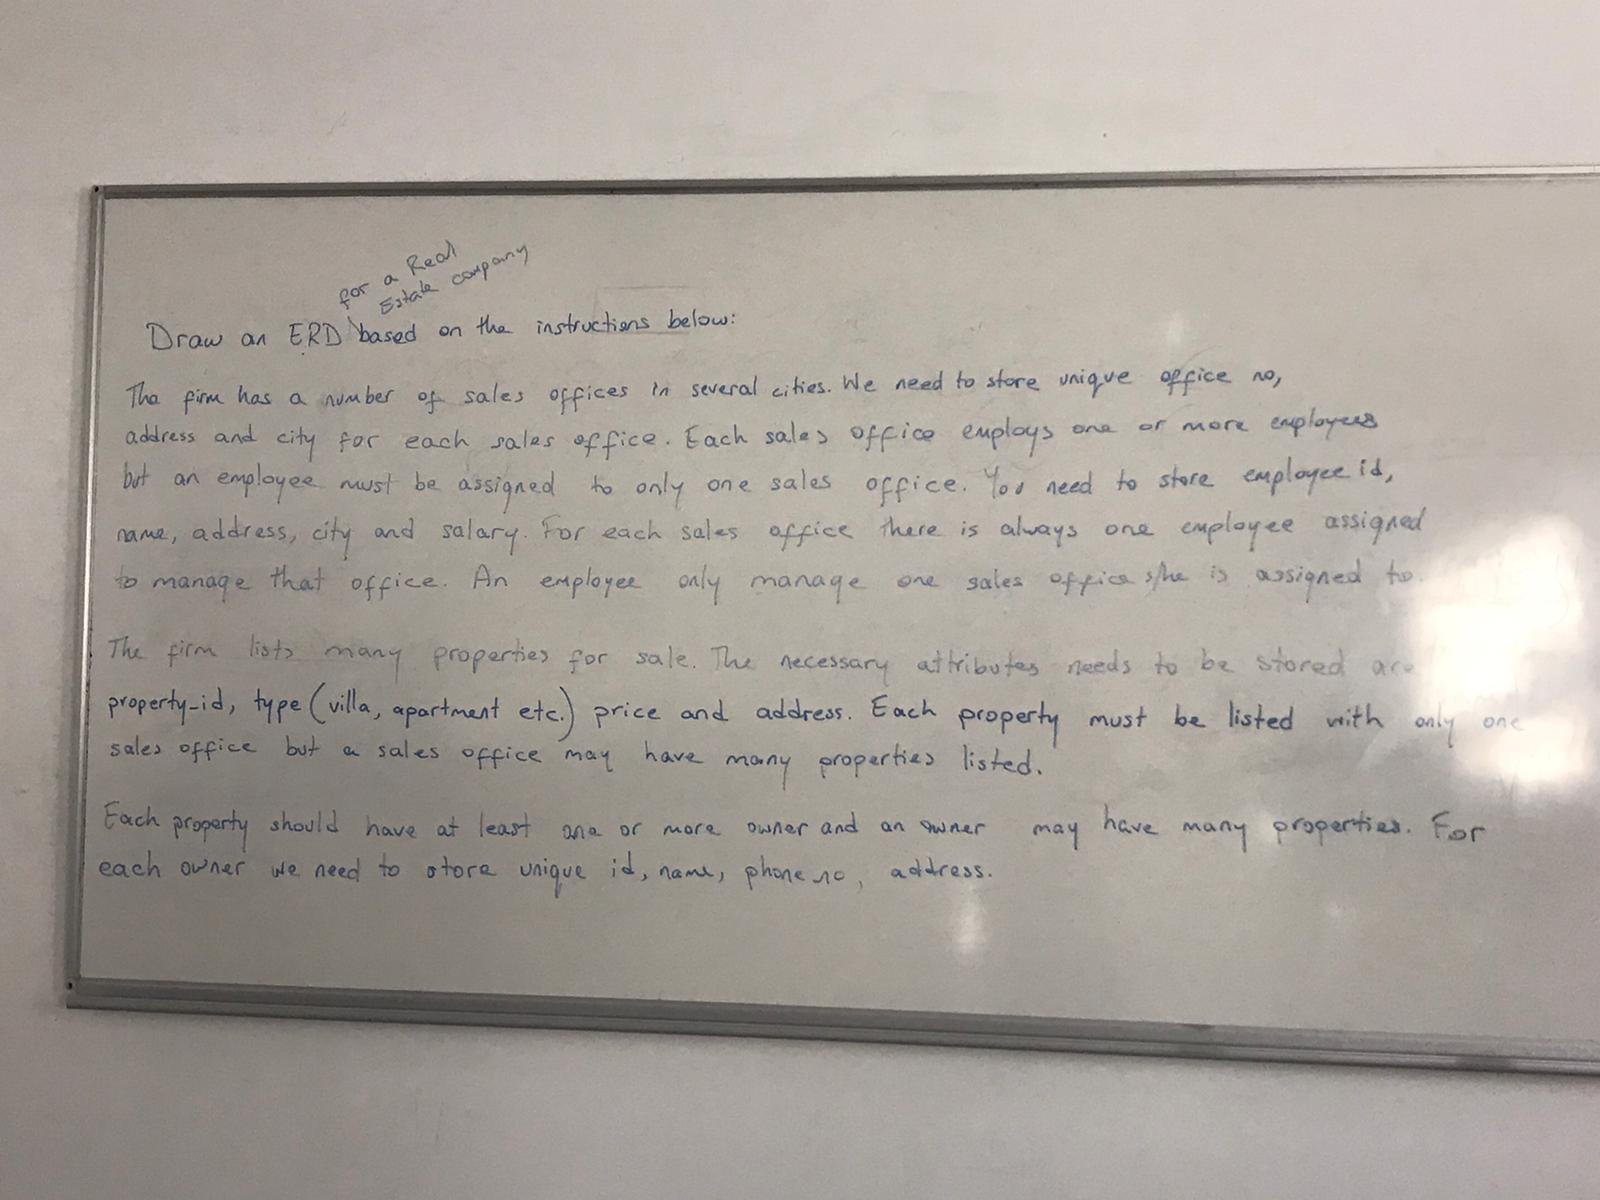 for a Real
Estate company
Draw an ERD based on the instructions below:
The firm has a number of sales offices in several cities. We need to store unique office no,
address and city for each sales office. Each sales office employs one or more employees
but an employee must be assigned to only one sales office. You need to store employee id,
name, address, city and salary. For each sales office there is always one employee assigned
to manage that office. An employee only manage one sales office s/he is assigned to.
The firm lists many properties for sale. The necessary attributes needs to be stored are
property-id, type (villa, apartment etc.) price and address. Each property must be listed with only one
sales office but a sales office may have many properties listed.
Each property should have at least one or more owner and an owner may have many properties. For
each owner we need to store unique id, name, phone no, address.